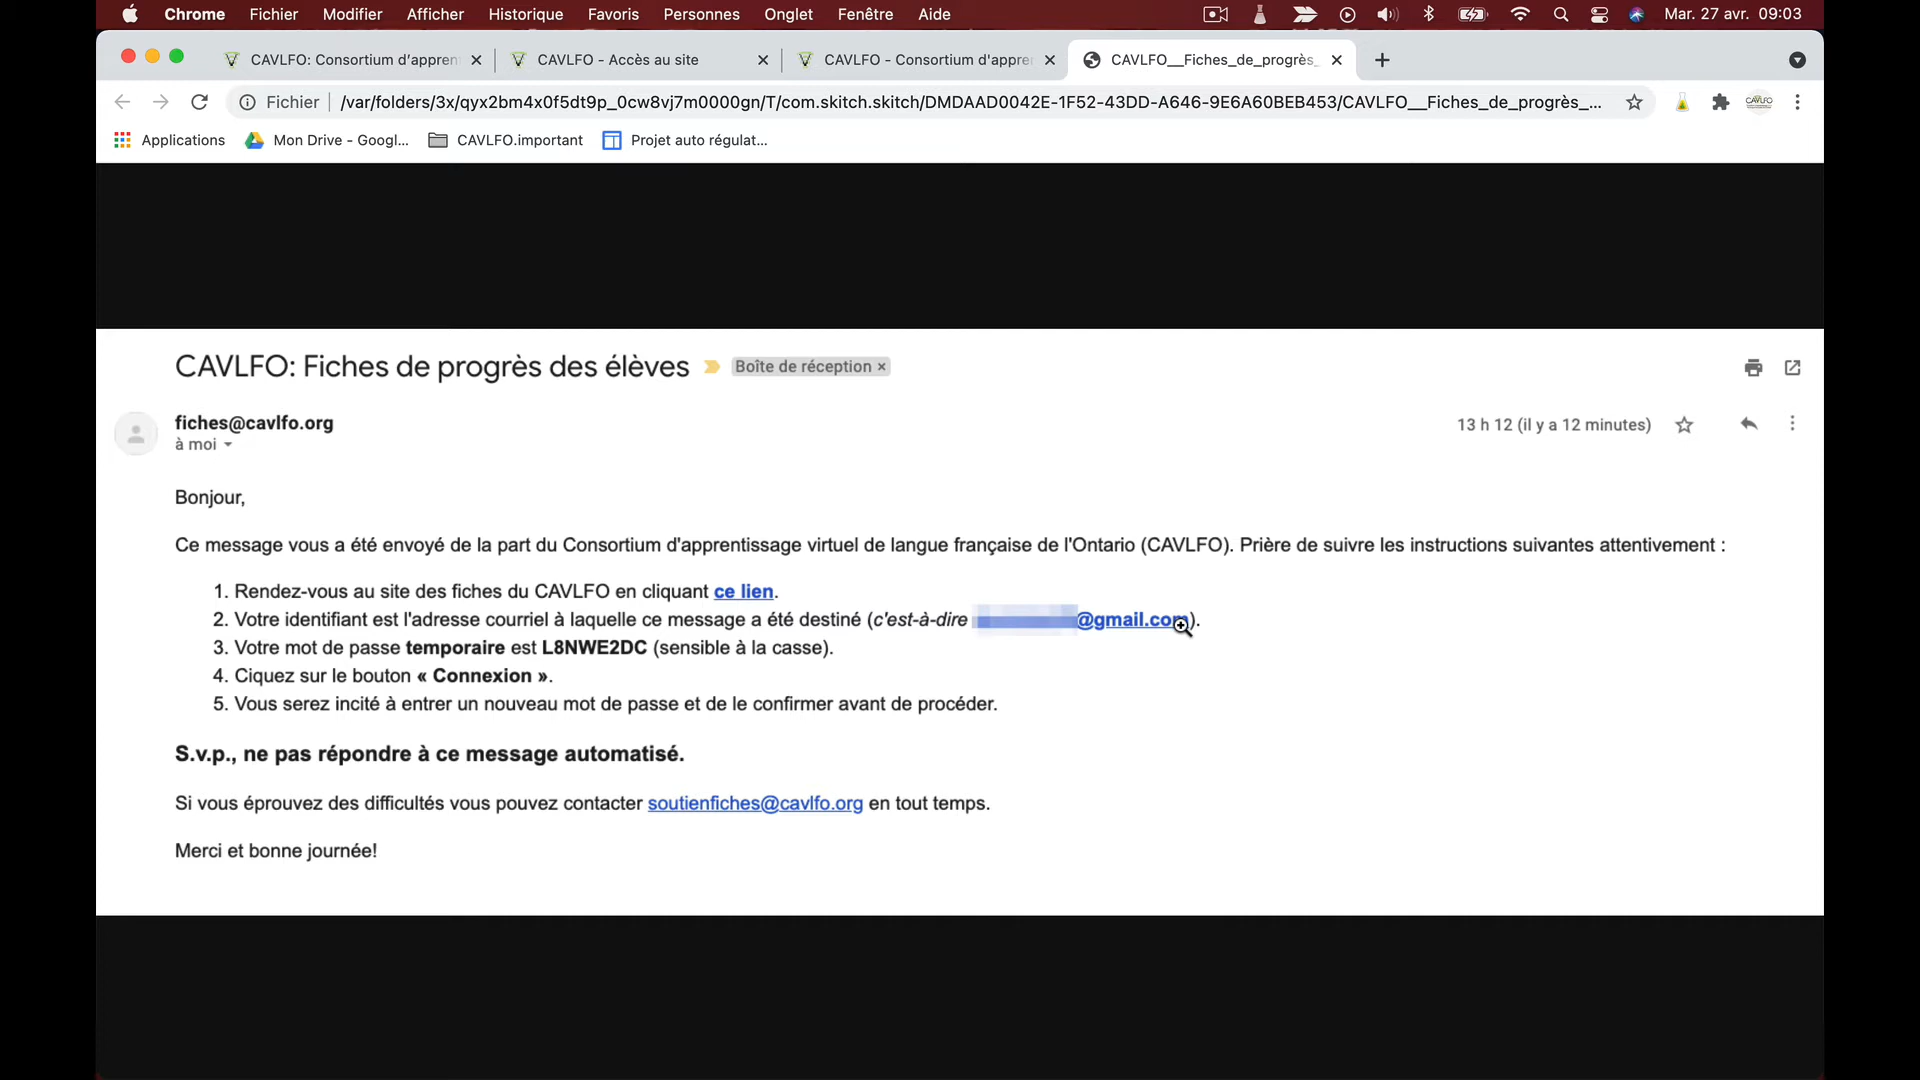 Chrome Fichier Modifier Afficher Historique Favoris Personnes Onglet Fenêtre Aide Mar. 27 avr. 09:03
CAVLFO: Consortium d'appren CAVLFO - Accès au site CAVLFO - Consortium d'appre CAVLFO__Fiches_de_progrès_
Fichier /var/folders/3x/qyx2bm4x0f5dt9p_0cw8vj7m0000gn/T/com.skitch.skitch/DMDAAD0042E-1F52-43DD-A646-9E6A60BEB453/CAVLFO__Fiches_de_progrès_... CAVLFO
Applications Mon Drive - Googl... CAVLFO.important Projet auto régulat...
CAVLFO: Fiches de progrès des élèves Boîte de réception ×
fiches@cavlfo.org 13 h 12 (il y a 12 minutes)
à moi
Bonjour,
Ce message vous a été envoyé de la part du Consortium d'apprentissage virtuel de langue française de l'Ontario (CAVLFO). Prière de suivre les instructions suivantes attentivement :
1. Rendez-vous au site des fiches du CAVLFO en cliquant ce lien.
2. Votre identifiant est l'adresse courriel à laquelle ce message a été destiné (c'est-à-dire @gmail.com).
3. Votre mot de passe temporaire est L8NWE2DC (sensible à la casse).
4. Ciquez sur le bouton « Connexion ».
5. Vous serez incité à entrer un nouveau mot de passe et de le confirmer avant de procéder.
S.v.p., ne pas répondre à ce message automatisé.
Si vous éprouvez des difficultés vous pouvez contacter soutienfiches@cavlfo.org en tout temps.
Merci et bonne journée!